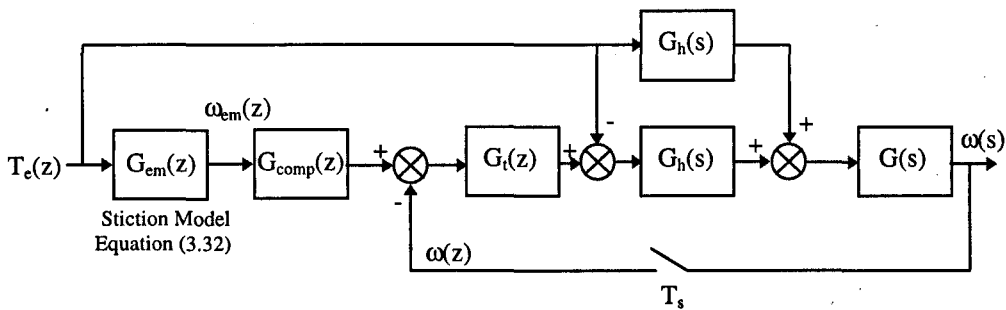 G_h(s)
-
+
ω_em(z)
ω(s)
T_e(z)
G_em(z)
G_comp(z)
+
G_t(z)
+
G_h(s)
+
G(s)
-
Stiction Model
Equation (3.32)
ω(z)
T_s